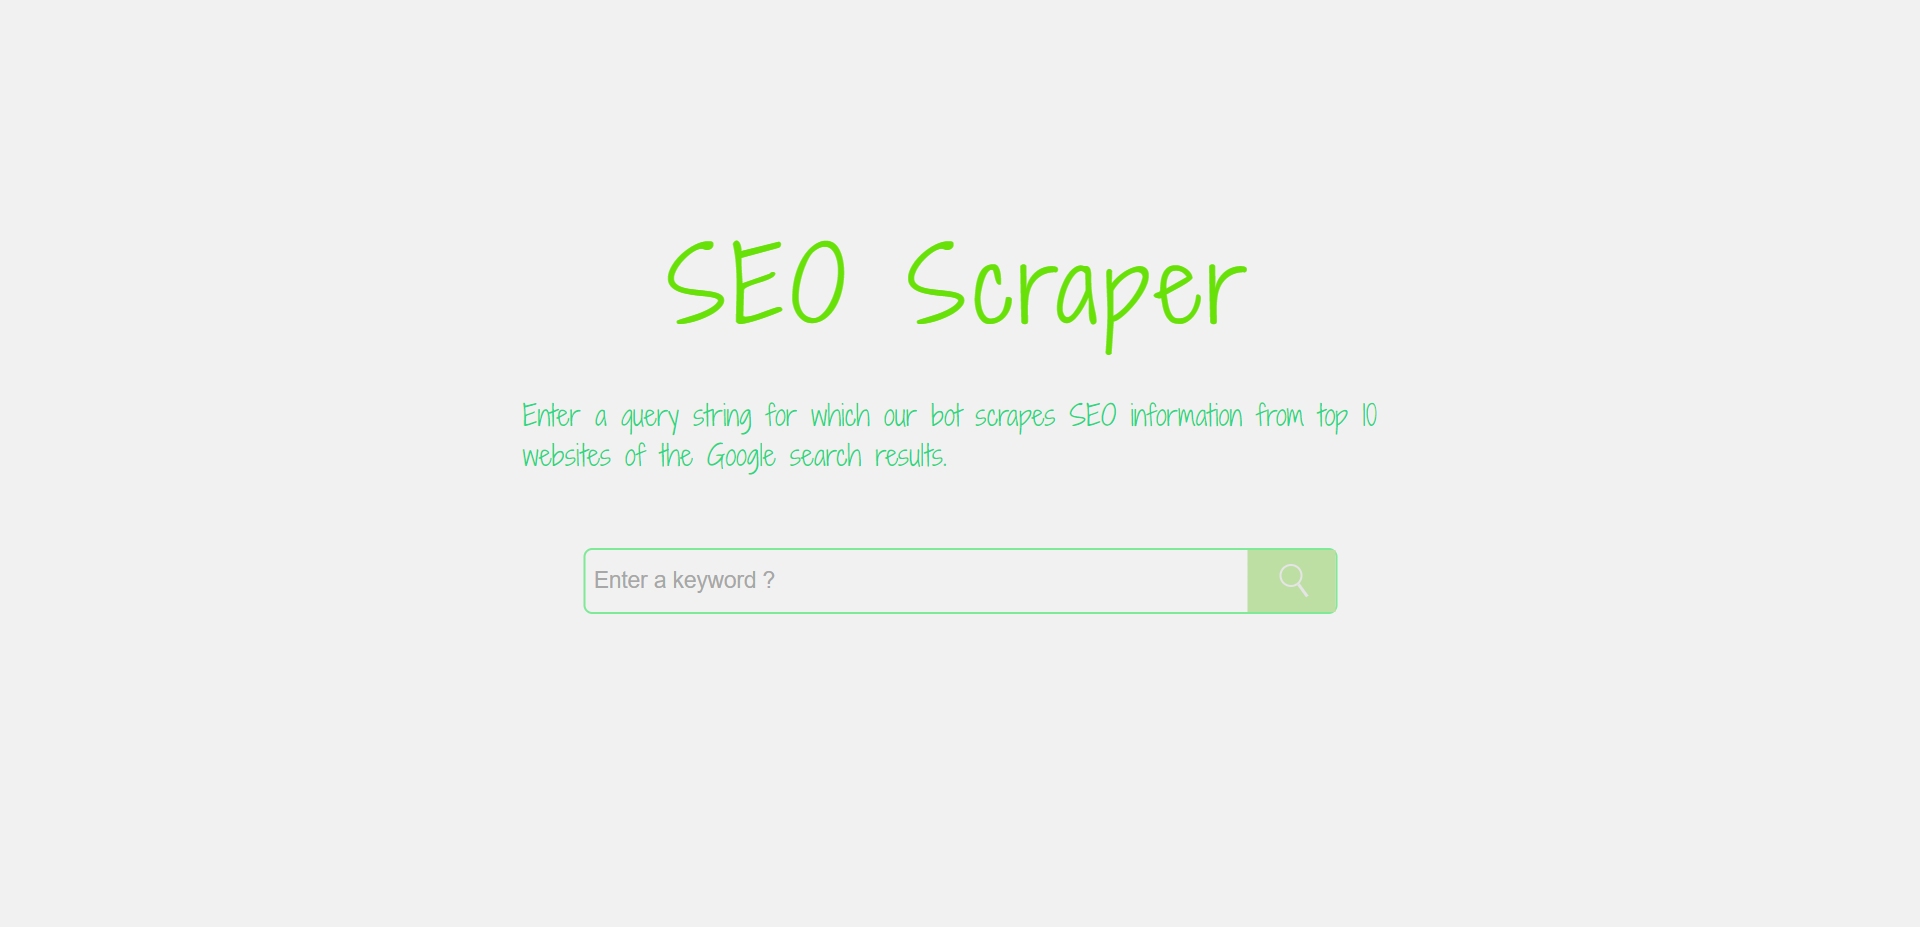 SEO Scraper
Enter a query string for which our bot scrapes SEO information from top 10
websites of the Google search results.
Enter a keyword ?